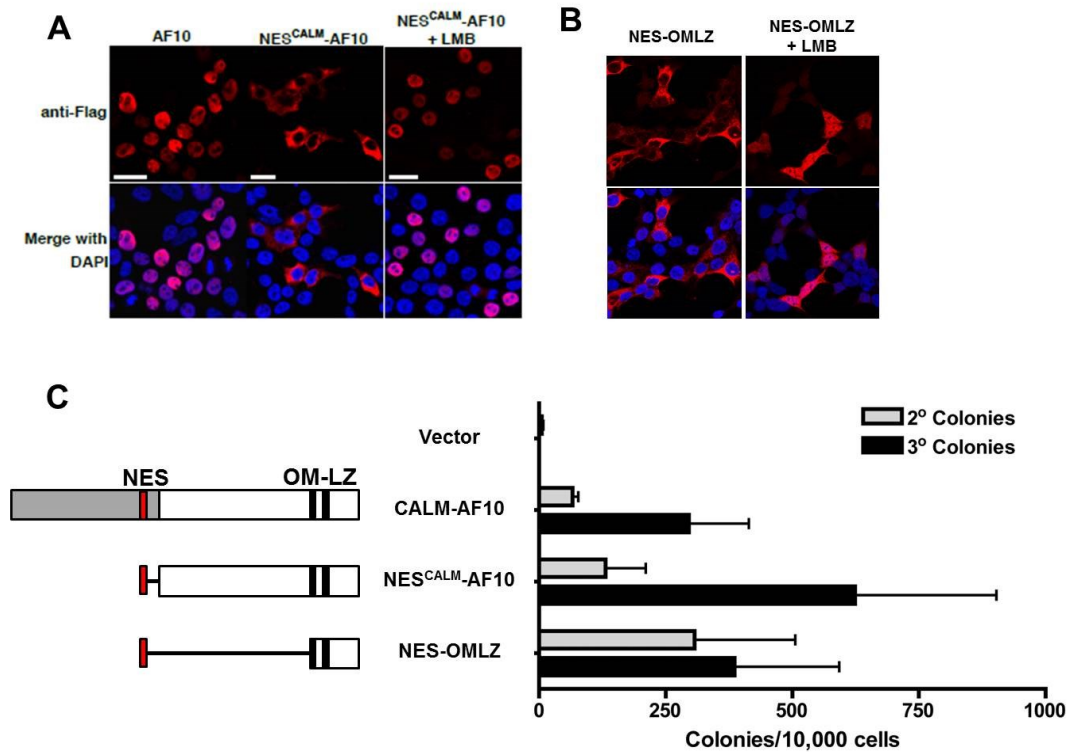 A
AF10
NES^CALM-AF10
NES^CALM-AF10
+ LMB
anti-Flag
Merge with
DAPI
B
NES-OMLZ
NES-OMLZ
+ LMB
C
NES
OM-LZ
Vector
CALM-AF10
NES^CALM-AF10
NES-OMLZ
2° Colonies
3° Colonies
0
250
500
750
1000
Colonies/10,000 cells